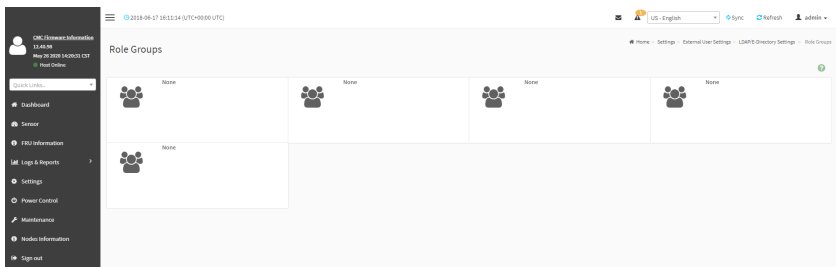 2018-06-17 16:11:14 (UTC+00:00 UTC)
US - English
Sync
Refresh
admin
CMC Firmware Information
12.40.96
May 28 2020 14:20:31 CST
Host Online
Quick Links...
Dashboard
Sensor
FRU Information
Logs & Reports
Settings
Power Control
Maintenance
Nodes Information
Sign out
Role Groups
Home > Settings > External User Settings > LDAP/E-Directory Settings > Role Groups
None
None
None
None
None